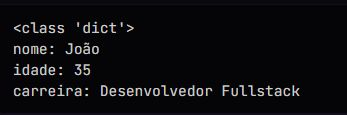 <class 'dict'>
nome: João
idade: 35
carreira: Desenvolvedor Fullstack